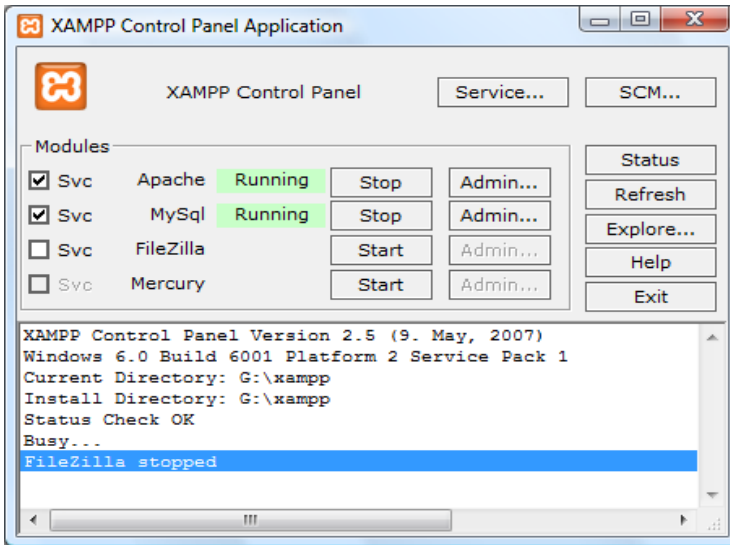 XAMPP Control Panel Application
XAMPP Control Panel Service... SCM...
Modules
Svc Apache Running Stop Admin...
Svc MySql Running Stop Admin...
Svc FileZilla Start Admin...
Svc Mercury Start Admin...
Status
Refresh
Explore...
Help
Exit
XAMPP Control Panel Version 2.5 (9. May, 2007)
Windows 6.0 Build 6001 Platform 2 Service Pack 1
Current Directory: G:\xampp
Install Directory: G:\xampp
Status Check OK
Busy...
FileZilla stopped